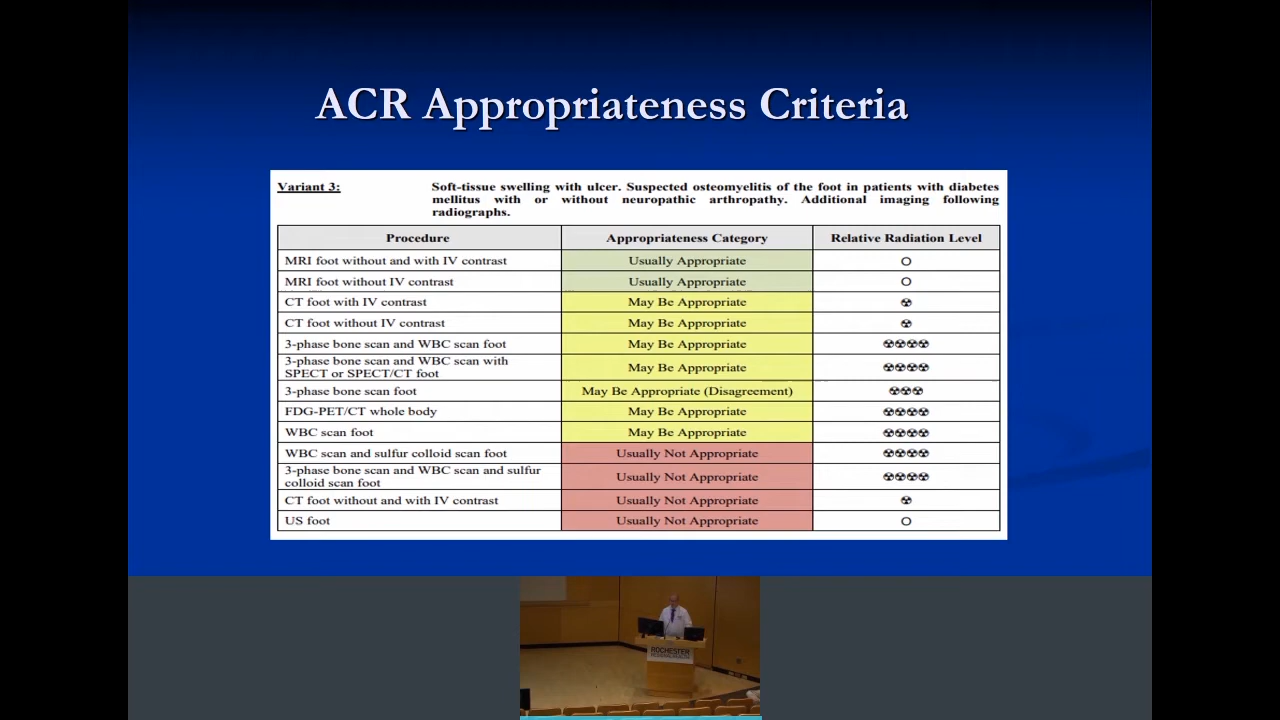 ACR Appropriateness Criteria
Variant 3: Soft-tissue swelling with ulcer. Suspected osteomyelitis of the foot in patients with diabetes
mellitus with or without neuropathic arthropathy. Additional imaging following
radiographs.
Procedure Appropriateness Category Relative Radiation Level
MRI foot without and with IV contrast Usually Appropriate O
MRI foot without IV contrast Usually Appropriate O
CT foot with IV contrast May Be Appropriate ☢
CT foot without IV contrast May Be Appropriate ☢
3-phase bone scan and WBC scan foot May Be Appropriate ☢☢☢☢
3-phase bone scan and WBC scan with
SPECT or SPECT/CT foot May Be Appropriate ☢☢☢☢
3-phase bone scan foot May Be Appropriate (Disagreement) ☢☢☢
FDG-PET/CT whole body May Be Appropriate ☢☢☢☢
WBC scan foot May Be Appropriate ☢☢☢☢
WBC scan and sulfur colloid scan foot Usually Not Appropriate ☢☢☢☢
3-phase bone scan and WBC scan and sulfur
colloid scan foot Usually Not Appropriate ☢☢☢☢
CT foot without and with IV contrast Usually Not Appropriate ☢
US foot Usually Not Appropriate O
ROCHESTER
REGIONAL HEALTH